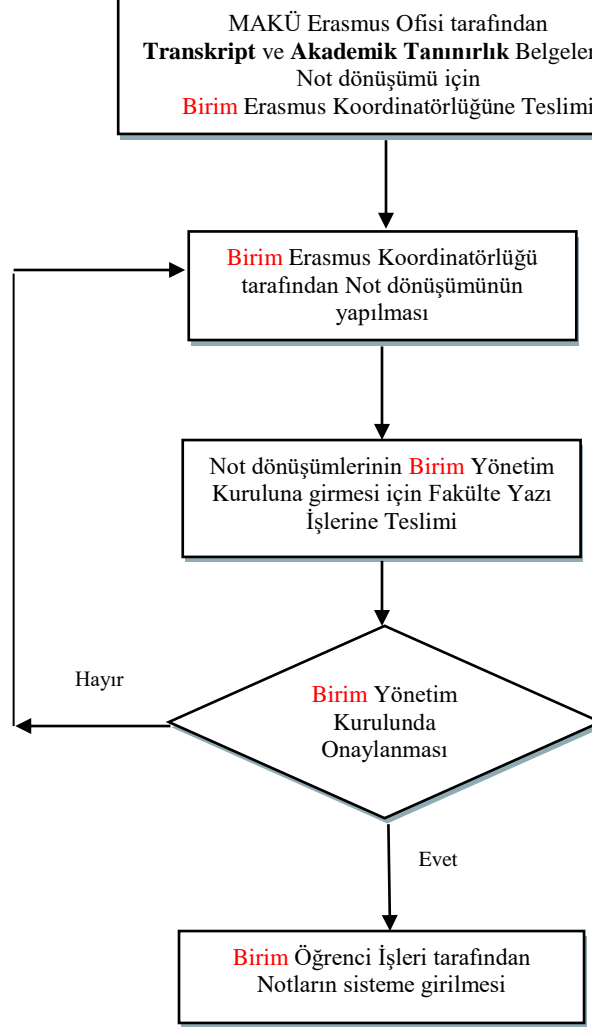 MAKÜ Erasmus Ofisi tarafından
Transkript ve Akademik Tanınırlık Belgeler
Not dönüşümü için
Birim Erasmus Koordinatörlüğüne Teslimi
Birim Erasmus Koordinatörlüğü
tarafından Not dönüşümünün
yapılması
Not dönüşümlerinin Birim Yönetim
Kuruluna girmesi için Fakülte Yazı
İşlerine Teslimi
Hayır
Birim Yönetim
Kurulunda
Onaylanması
Evet
Birim Öğrenci İşleri tarafından
Notların sisteme girilmesi